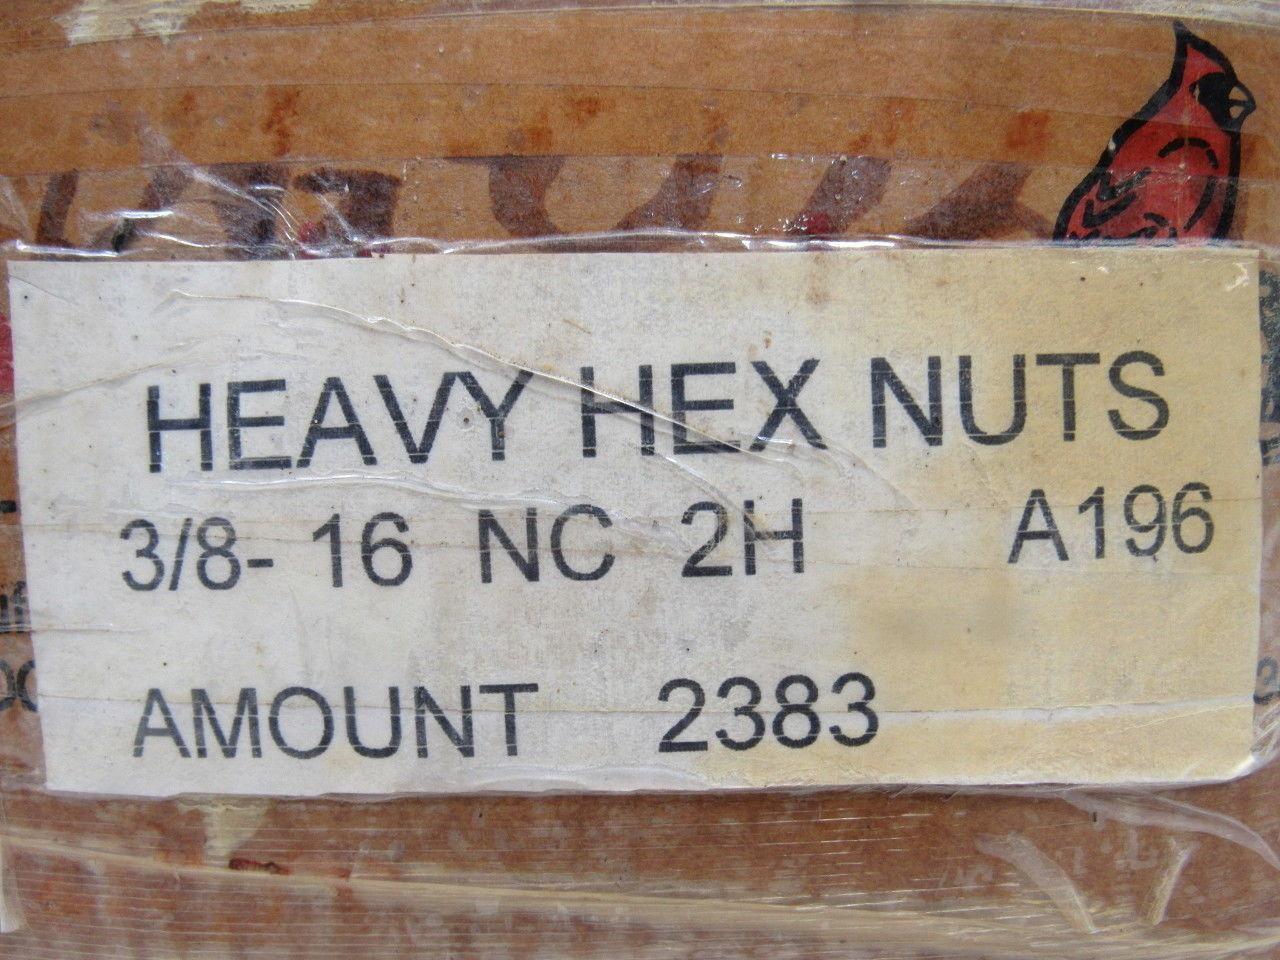 HEAVY HEX NUTS
3/8- 16 NC 2H A196
AMOUNT 2383